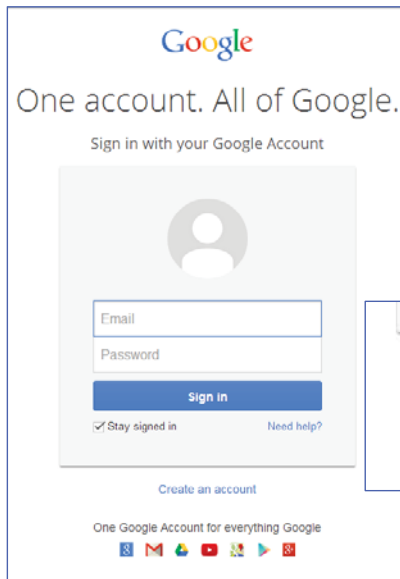 Google
One account. All of Google.
Sign in with your Google Account
Email
Password
Sign in
Stay signed in Need help?
Create an account
One Google Account for everything Google